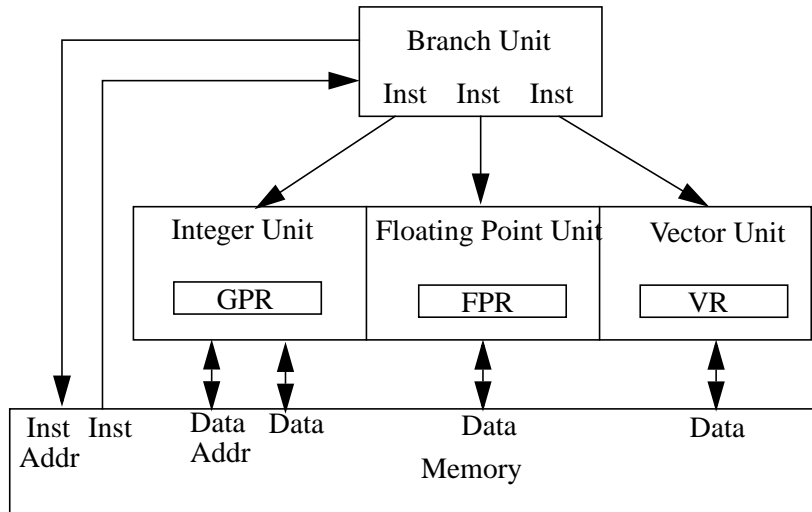 Branch Unit
Inst Inst Inst
Integer Unit Floating Point Unit Vector Unit
GPR FPR VR
Inst Addr
Inst
Data Addr
Data
Data
Data
Memory